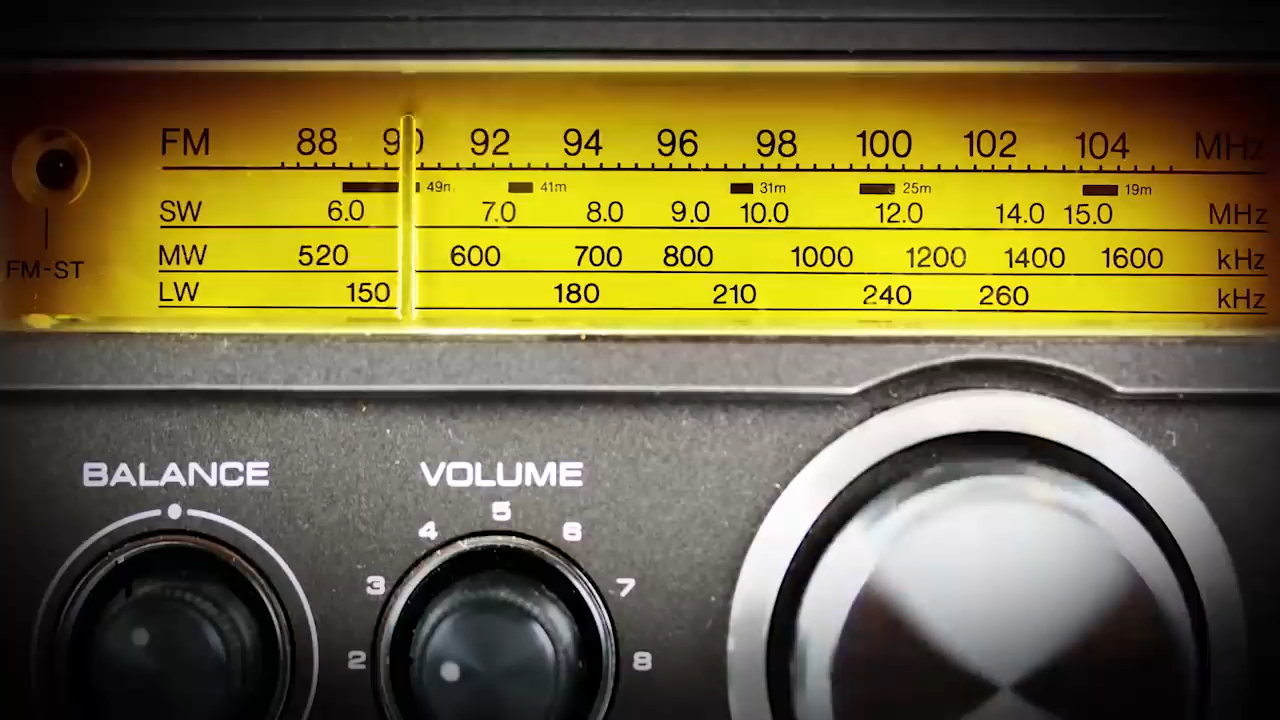 FM 88 90 92 94 96 98 100 102 104 MHz
49m 41m 31m 25m 19m
SW 6.0 7.0 8.0 9.0 10.0 12.0 14.0 15.0 MHz
MW 520 600 700 800 1000 1200 1400 1600 kHz
FM-ST
LW 150 180 210 240 260 kHz
BALANCE VOLUME
5
4 6
3 7
2 8